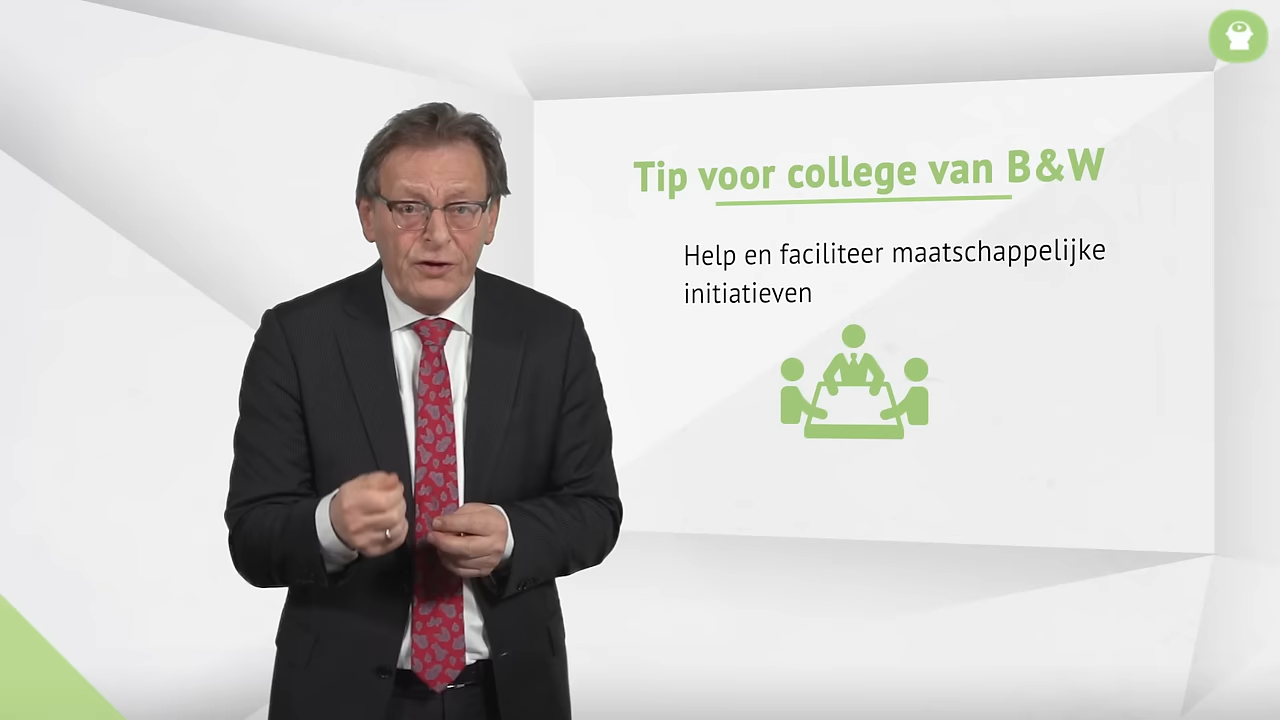 Tip voor college van B&W
Help en faciliteer maatschappelijke
initiatieven